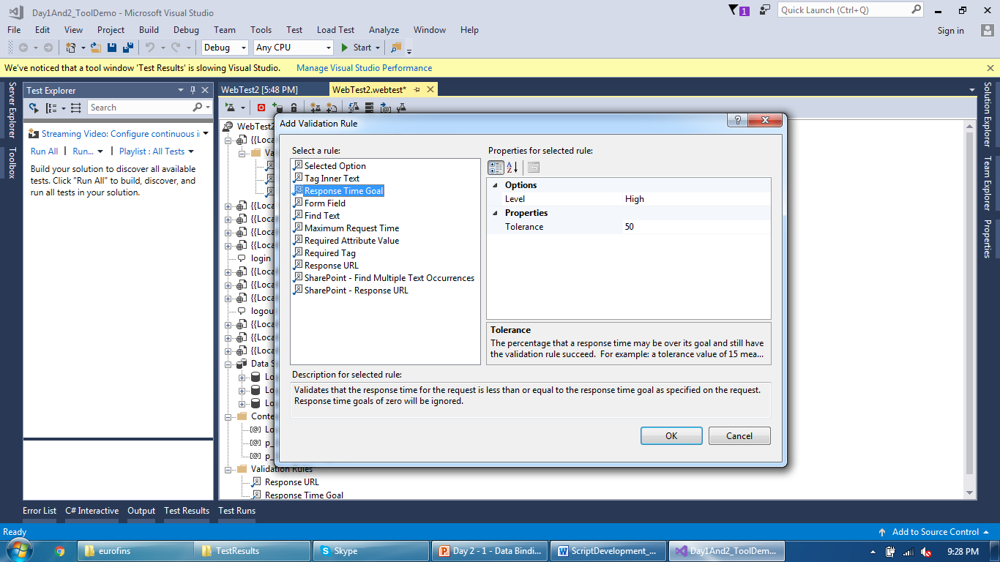 Day1And2_ToolDemo - Microsoft Visual Studio
1
Quick Launch (Ctrl+Q)
File Edit View Project Build Debug Team Tools Test Load Test Analyze Window Help
Sign in
Debug Any CPU Start
We've noticed that a tool window 'Test Results' is slowing Visual Studio. Manage Visual Studio Performance
Server Explorer
Toolbox
Test Explorer
Search
Streaming Video: Configure continuous i
Run All | Run... | Playlist : All Tests
Build your solution to discover all available
tests. Click "Run All" to build, discover, and
run all tests in your solution.
WebTest2 [5:48 PM] WebTest2.webtest*
WebTest2
{{Loca
Va
{{Loca
{{Loca
{{Loca
{{Loca
login
{{Loca
{{Loca
{{Loca
logou
{{Loca
{{Loca
{{Loca
Data S
Lo
Lo
Lo
Conte
Lo
p_
p_
Validation Rules
Response URL
Response Time Goal
Add Validation Rule
?
Select a rule:
Selected Option
Tag Inner Text
Response Time Goal
Form Field
Find Text
Maximum Request Time
Required Attribute Value
Required Tag
Response URL
SharePoint - Find Multiple Text Occurrences
SharePoint - Response URL
Properties for selected rule:
Options
Level High
Properties
Tolerance 50
Tolerance
The percentage that a response time may be over its goal and still have
the validation rule succeed. For example: a tolerance value of 15 mea...
Description for selected rule:
Validates that the response time for the request is less than or equal to the response time goal as specified on the request.
Response time goals of zero will be ignored.
OK Cancel
Solution Explorer
Team Explorer
Properties
Error List C# Interactive Output Test Results Test Runs
Ready
Add to Source Control
eurofins TestResults Skype Day 2 - 1 - Data Bindi... ScriptDevelopment_... Day1And2_ToolDem...
9:28 PM